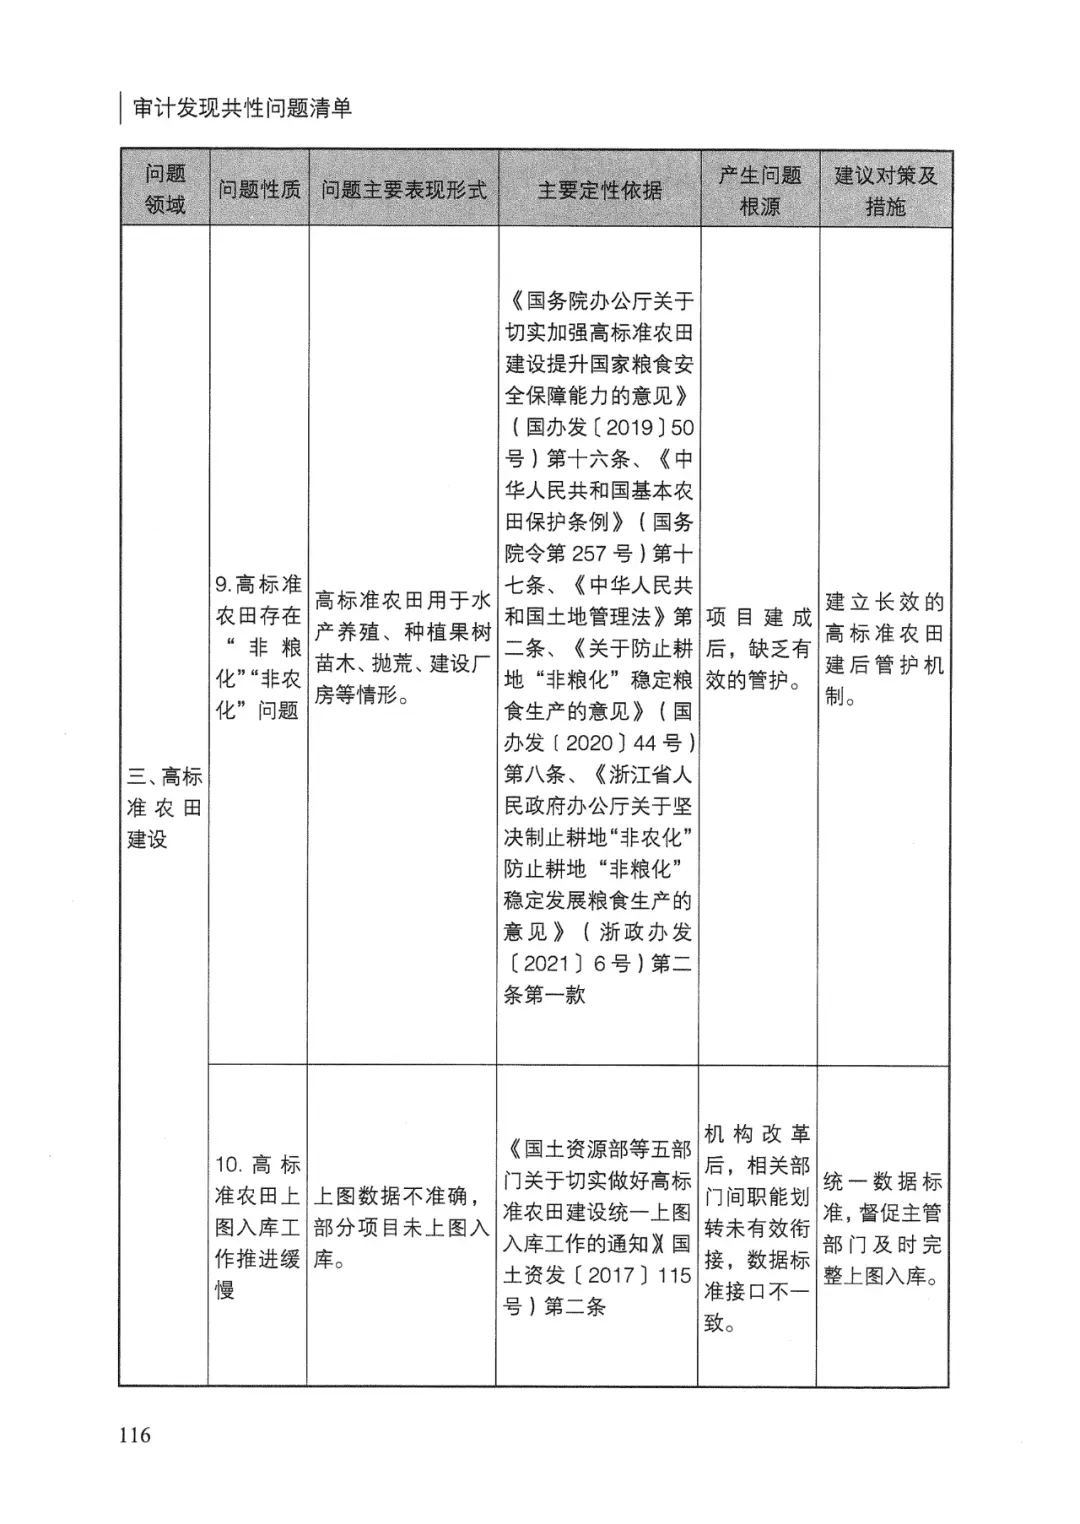 审计发现共性问题清单
问题
领域
问题性质
问题主要表现形式
主要定性依据
产生问题
根源
建议对策及
措施
三、高标
准农田
建设
9.高标准
农田存在
“非粮
化”“非农
化”问题
高标准农田用于水
产养殖、种植果树
苗木、抛荒、建设厂
房等情形。
《国务院办公厅关于
切实加强高标准农田
建设提升国家粮食安
全保障能力的意见》
（国办发〔2019〕50
号）第十六条、《中
华人民共和国基本农
田保护条例》（国务
院令第257号）第十
七条、《中华人民共
和国土地管理法》第
二条、《关于防止耕
地“非粮化”稳定粮
食生产的意见》（国
办发〔2020〕44号）
第八条、《浙江省人
民政府办公厅关于坚
决制止耕地“非农化”
防止耕地“非粮化”
稳定发展粮食生产的
意见》（浙政办发
〔2021〕6号）第二
条第一款
项目建成
后，缺乏有
效的管护。
建立长效的
高标准农田
建后管护机
制。
10.高标
准农田上
图入库工
作推进缓
慢
上图数据不准确，
部分项目未上图入
库。
《国土资源部等五部
门关于切实做好高标
准农田建设统一上图
入库工作的通知》（国
土资发〔2017〕115
号）第二条
机构改革
后，相关部
门间职能划
转未有效衔
接，数据标
准接口不一
致。
统一数据标
准，督促主管
部门及时完
整上图入库。
116